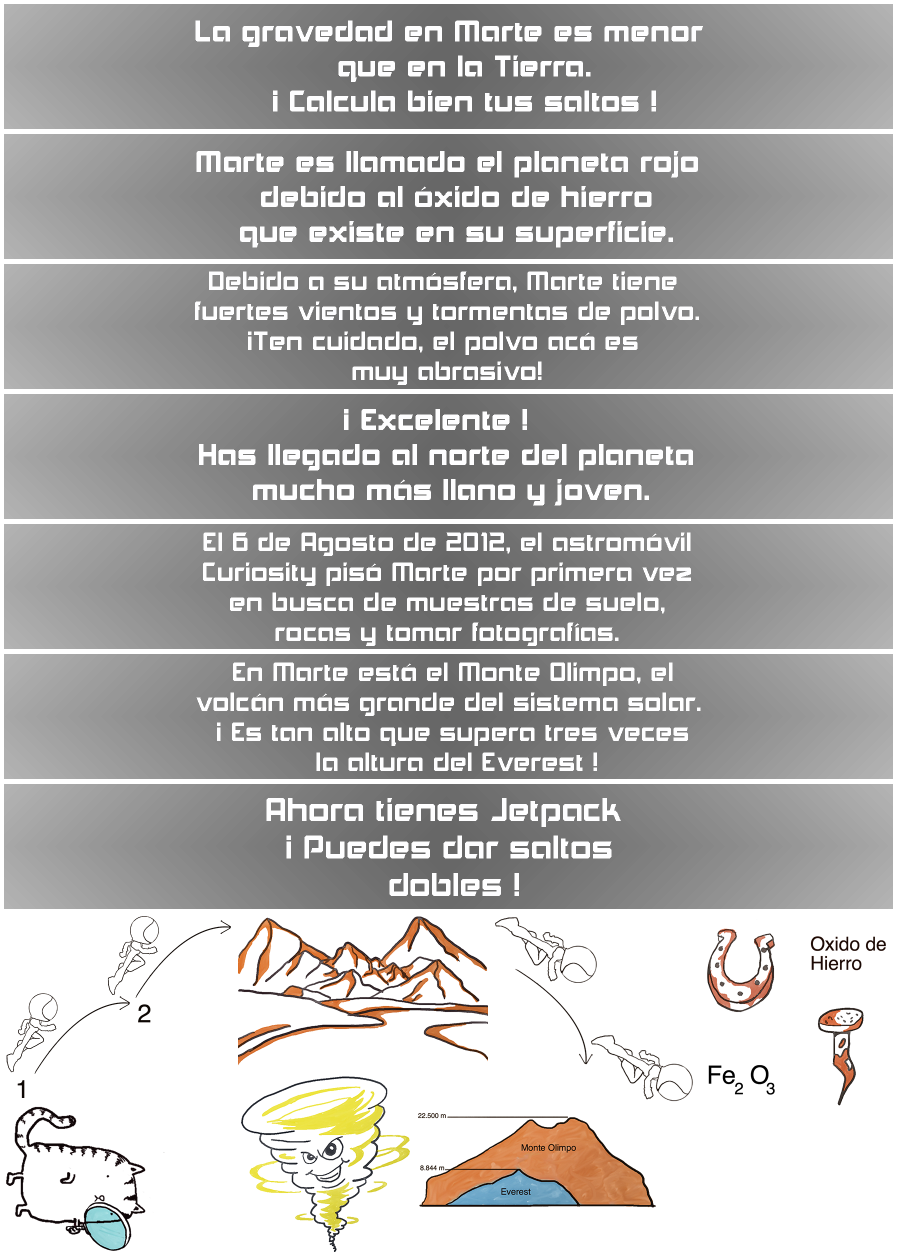 La gravedad en Marte es menor
que en la Tierra.
¡ Calcula bien tus saltos !
Marte es llamado el planeta rojo
debido al óxido de hierro
que existe en su superficie.
Debido a su atmósfera, Marte tiene
fuertes vientos y tormentas de polvo.
¡Ten cuidado, el polvo acá es
muy abrasivo!
¡ Excelente !
Has llegado al norte del planeta
mucho más llano y joven.
El 6 de Agosto de 2012, el astromóvil
Curiosity pisó Marte por primera vez
en busca de muestras de suelo,
rocas y tomar fotografías.
En Marte está el Monte Olimpo, el
volcán más grande del sistema solar.
¡ Es tan alto que supera tres veces
la altura del Everest !
Ahora tienes Jetpack
¡ Puedes dar saltos
dobles !
Oxido de
Hierro
2
1
Fe2 O3
22.500 m
Monte Olimpo
8.844 m
Everest